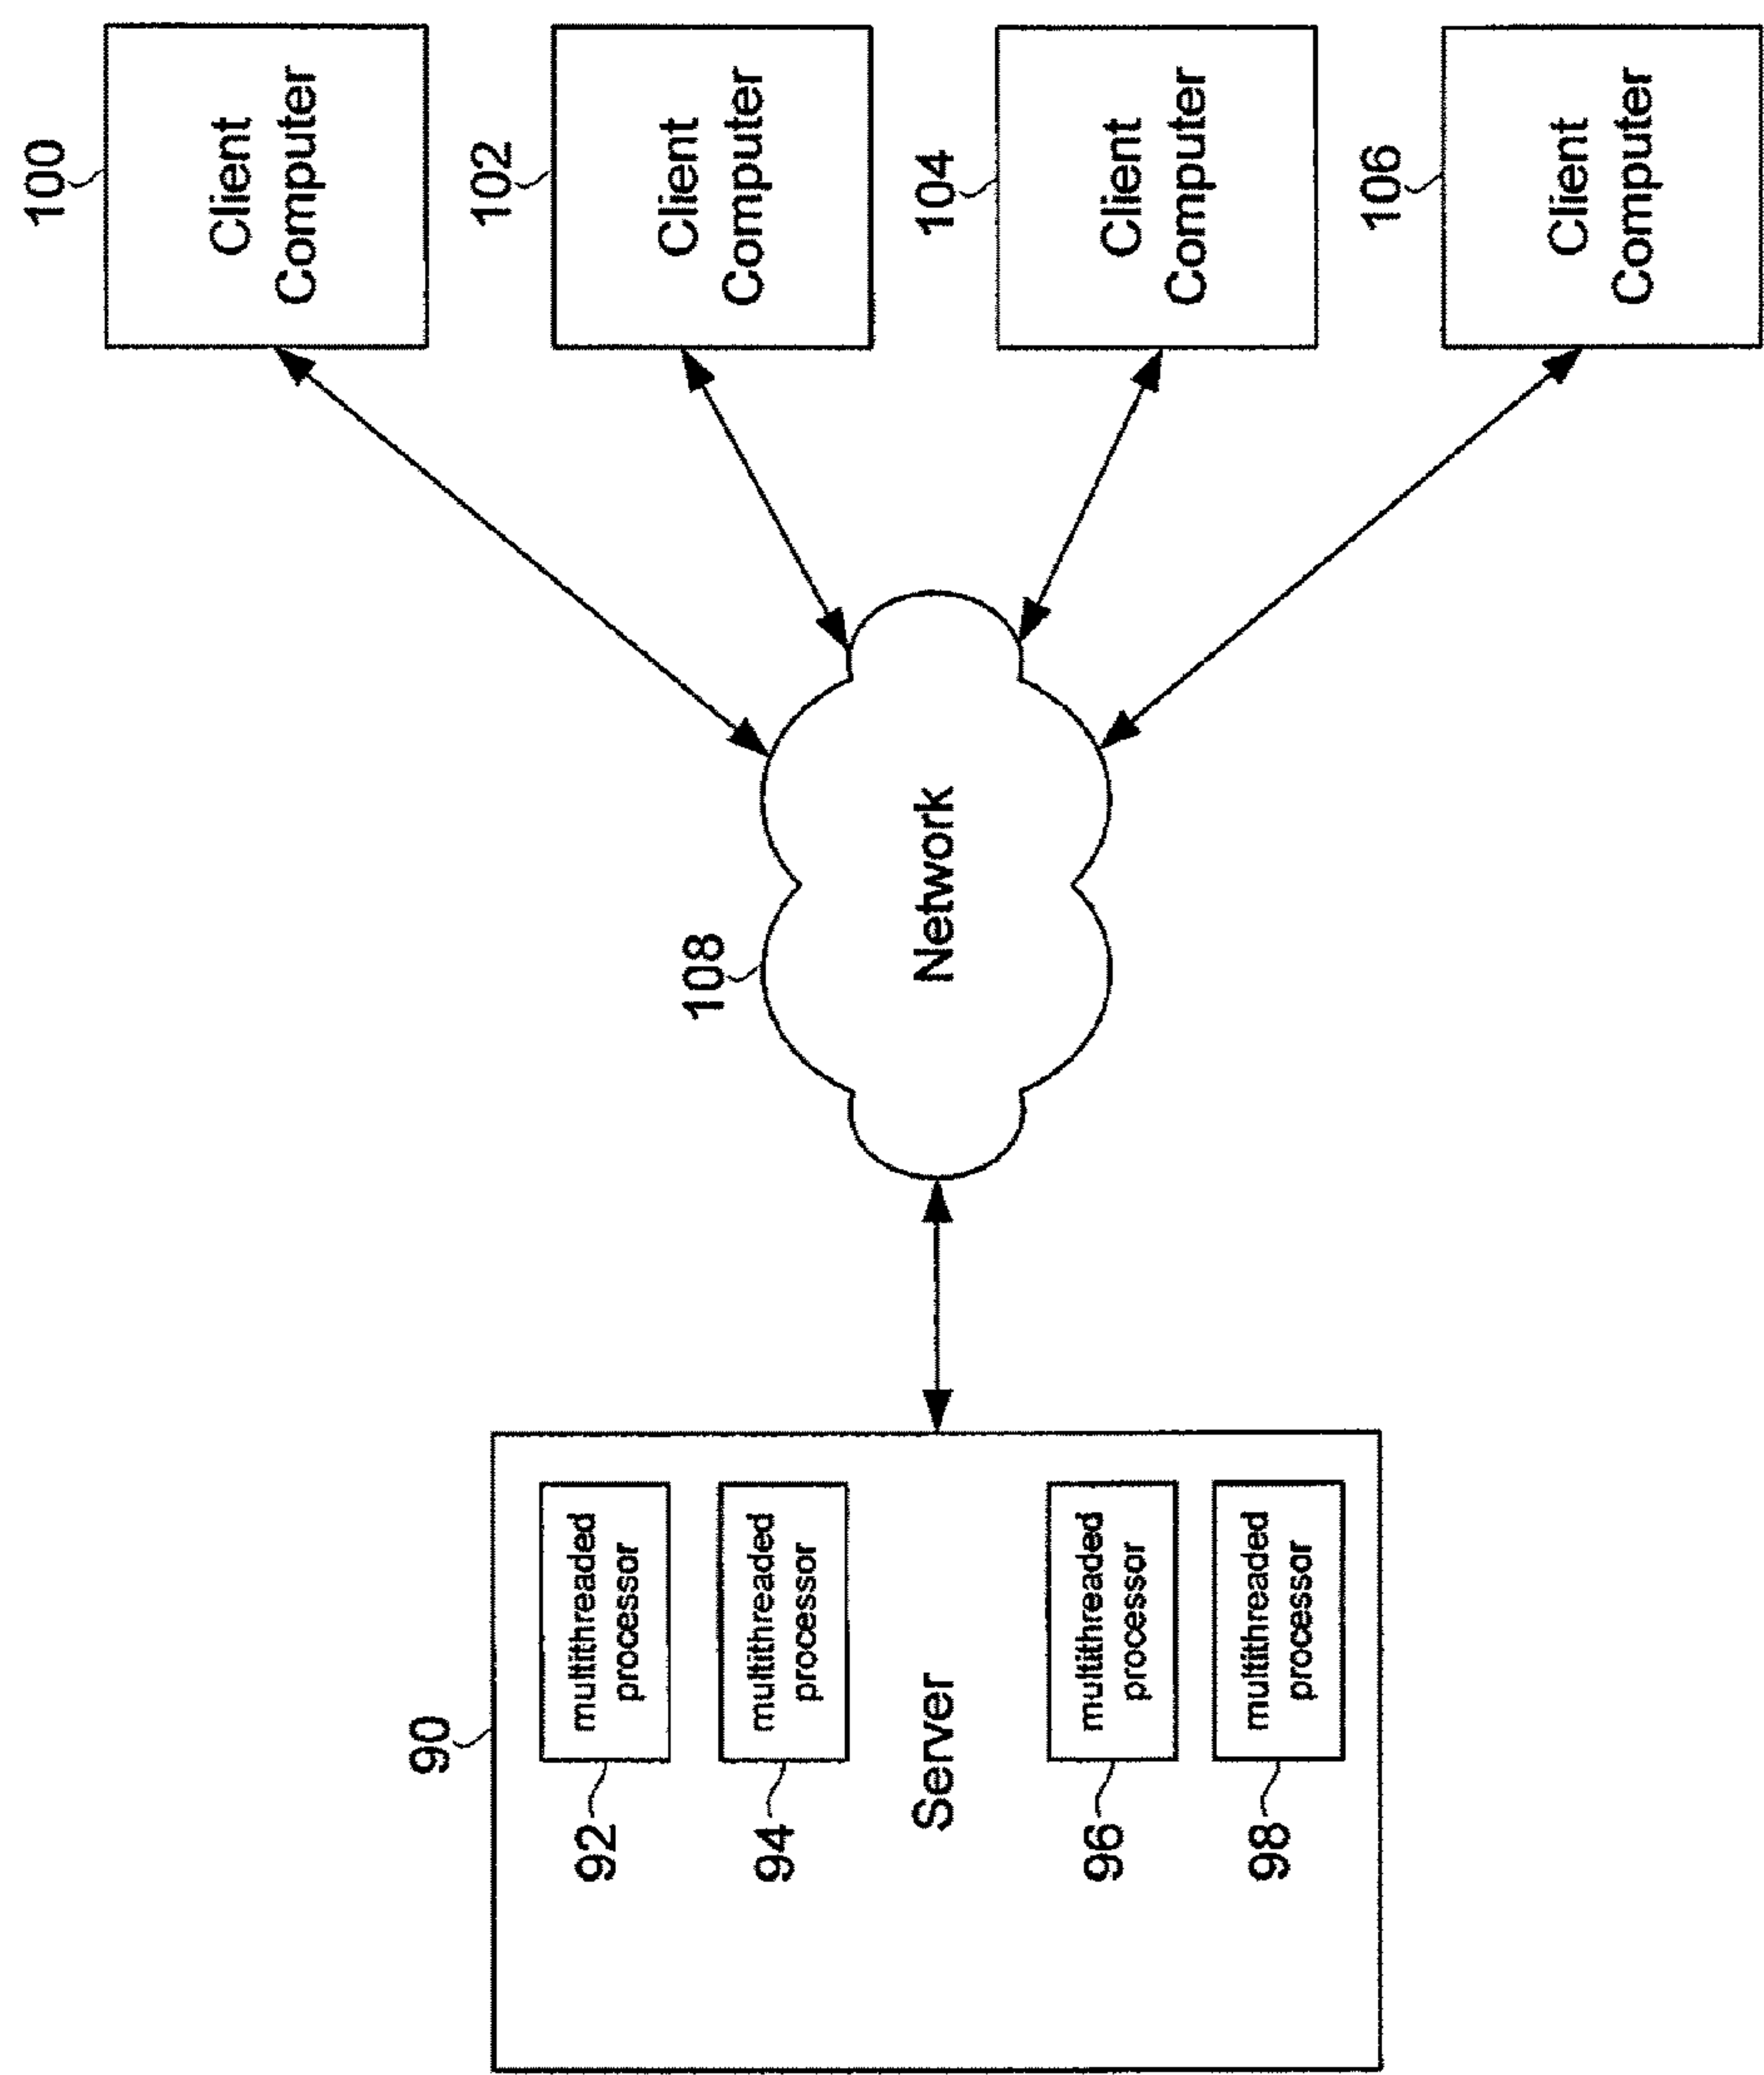 90
92
multithreaded
processor
94
multithreaded
processor
Server
96
multithreaded
processor
98
multithreaded
processor
108
Network
100
Client
Computer
102
Client
Computer
104
Client
Computer
106
Client
Computer